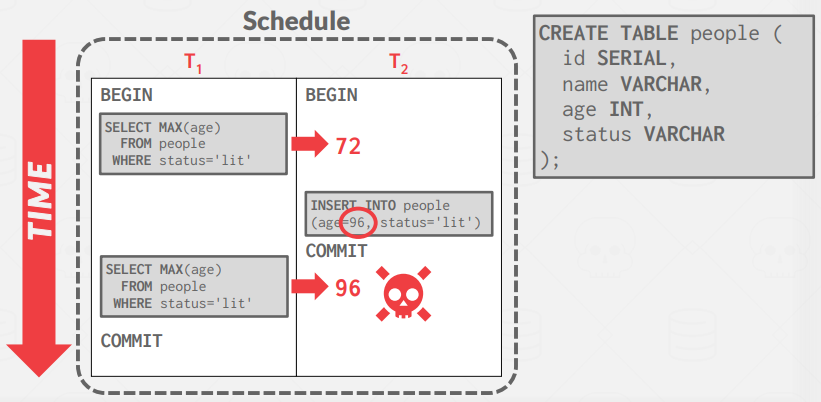 Schedule
TIME
T1
T2
BEGIN
SELECT MAX(age)
FROM people
WHERE status='lit'
72
SELECT MAX(age)
FROM people
WHERE status='lit'
96
COMMIT
BEGIN
INSERT INTO people
(age=96, status='lit')
COMMIT
CREATE TABLE people (
id SERIAL,
name VARCHAR,
age INT,
status VARCHAR
);